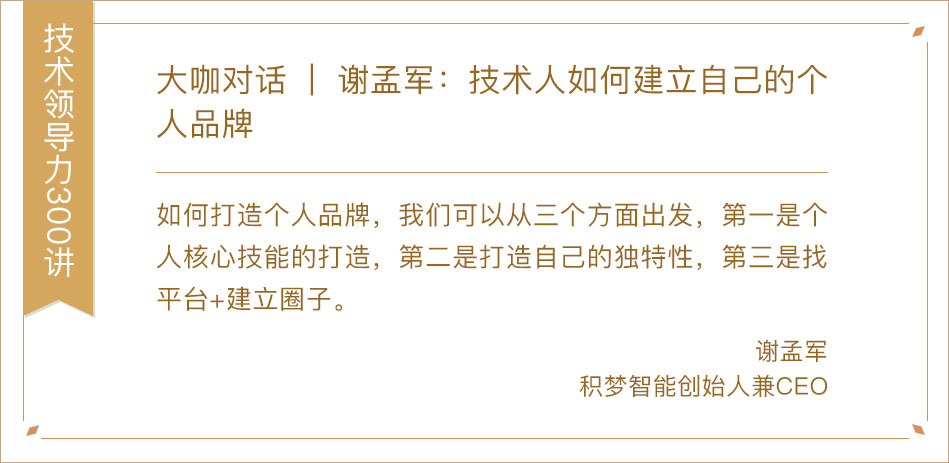 技术领导力300讲
大咖对话 | 谢孟军：技术人如何建立自己的个
人品牌
如何打造个人品牌，我们可以从三个方面出发，第一是个
人核心技能的打造，第二是打造自己的独特性，第三是找
平台+建立圈子。
谢孟军
积梦智能创始人兼CEO